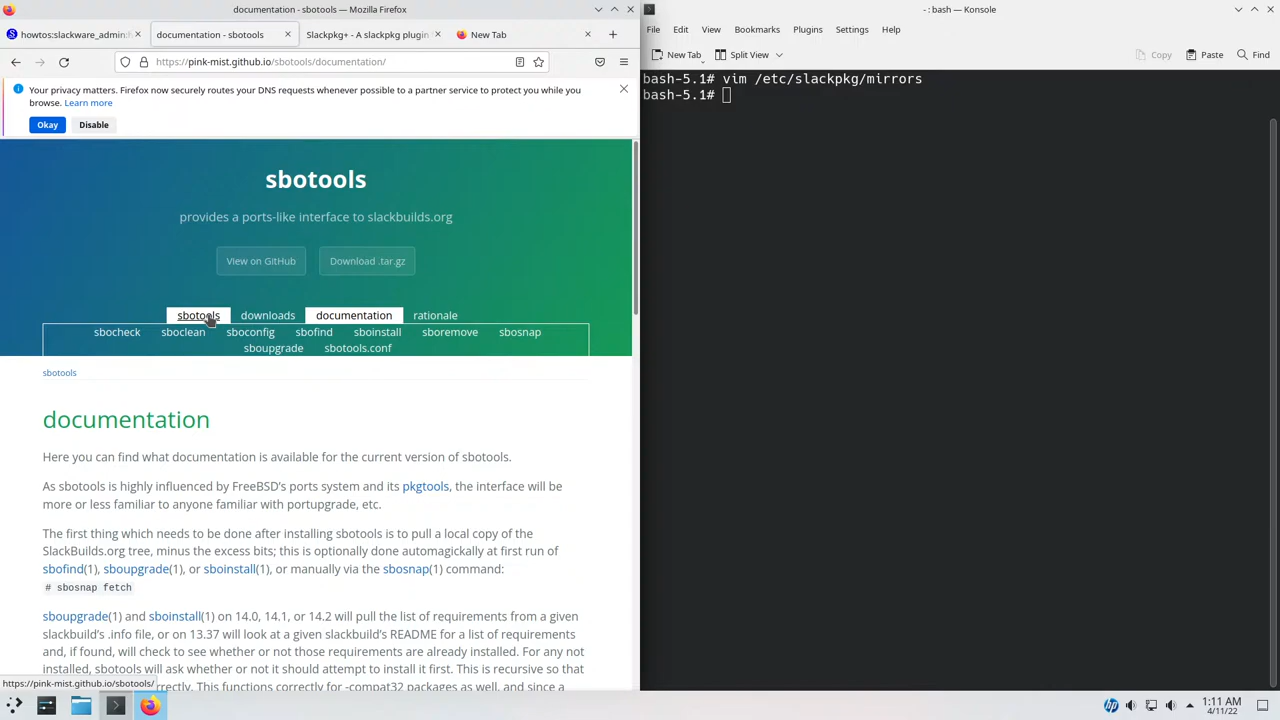 documentation - sbotools — Mozilla Firefox
howtos:slackware_admin:h
documentation - sbotools
Slackpkg+ - A slackpkg plugin
New Tab
https://pink-mist.github.io/sbotools/documentation/
Your privacy matters. Firefox now securely routes your DNS requests whenever possible to a partner service to protect you while you
browse. Learn more
Okay
Disable
sbotools
provides a ports-like interface to slackbuilds.org
View on GitHub
Download .tar.gz
sbotools
downloads
documentation
rationale
sbocheck
sboclean
sboconfig
sbofind
sboinstall
sboremove
sbosnap
sboupgrade
sbotools.conf
sbotools
documentation
Here you can find what documentation is available for the current version of sbotools.
As sbotools is highly influenced by FreeBSD's ports system and its pkgtools, the interface will be
more or less familiar to anyone familiar with portupgrade, etc.
The first thing which needs to be done after installing sbotools is to pull a local copy of the
SlackBuilds.org tree, minus the excess bits; this is optionally done automagickally at first run of
sbofind(1), sboupgrade(1), or sboinstall(1), or manually via the sbosnap(1) command:
# sbosnap fetch
sboupgrade(1) and sboinstall(1) on 14.0, 14.1, or 14.2 will pull the list of requirements from a given
slackbuild's .info file, or on 13.37 will look at a given slackbuild's README for a list of requirements
and, if found, will check to see whether or not those requirements are already installed. For any not
installed, sbotools will ask whether or not it should attempt to install it first. This is recursive so that
rrectly. This functions correctly for -compat32 packages as well, and since a
https://pink-mist.github.io/sbotools/
- : bash — Konsole
File
Edit
View
Bookmarks
Plugins
Settings
Help
New Tab
Split View
Copy
Paste
Find
bash-5.1# vim /etc/slackpkg/mirrors
bash-5.1#
1:11 AM
4/11/22